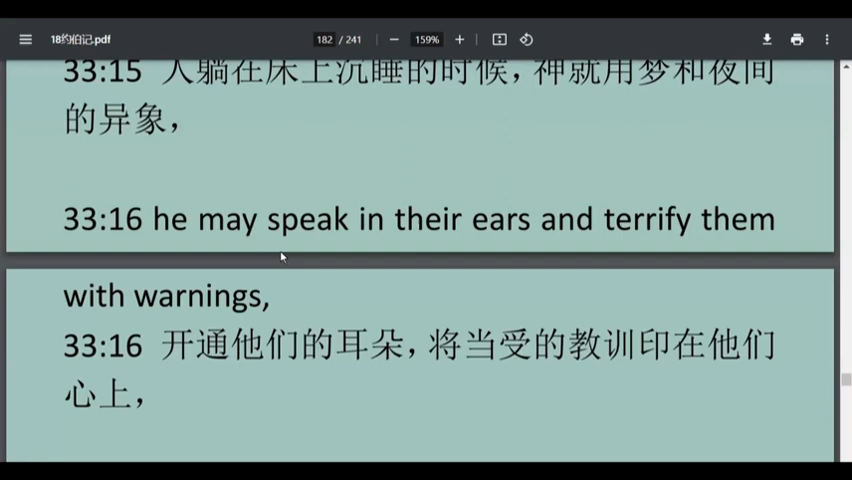 18约伯记.pdf
182 / 241
159%
33:15 人躺在床上沉睡的时候，神就用梦和夜间
的异象，
33:16 he may speak in their ears and terrify them
with warnings,
33:16 开通他们的耳朵，将当受的教训印在他们
心上，